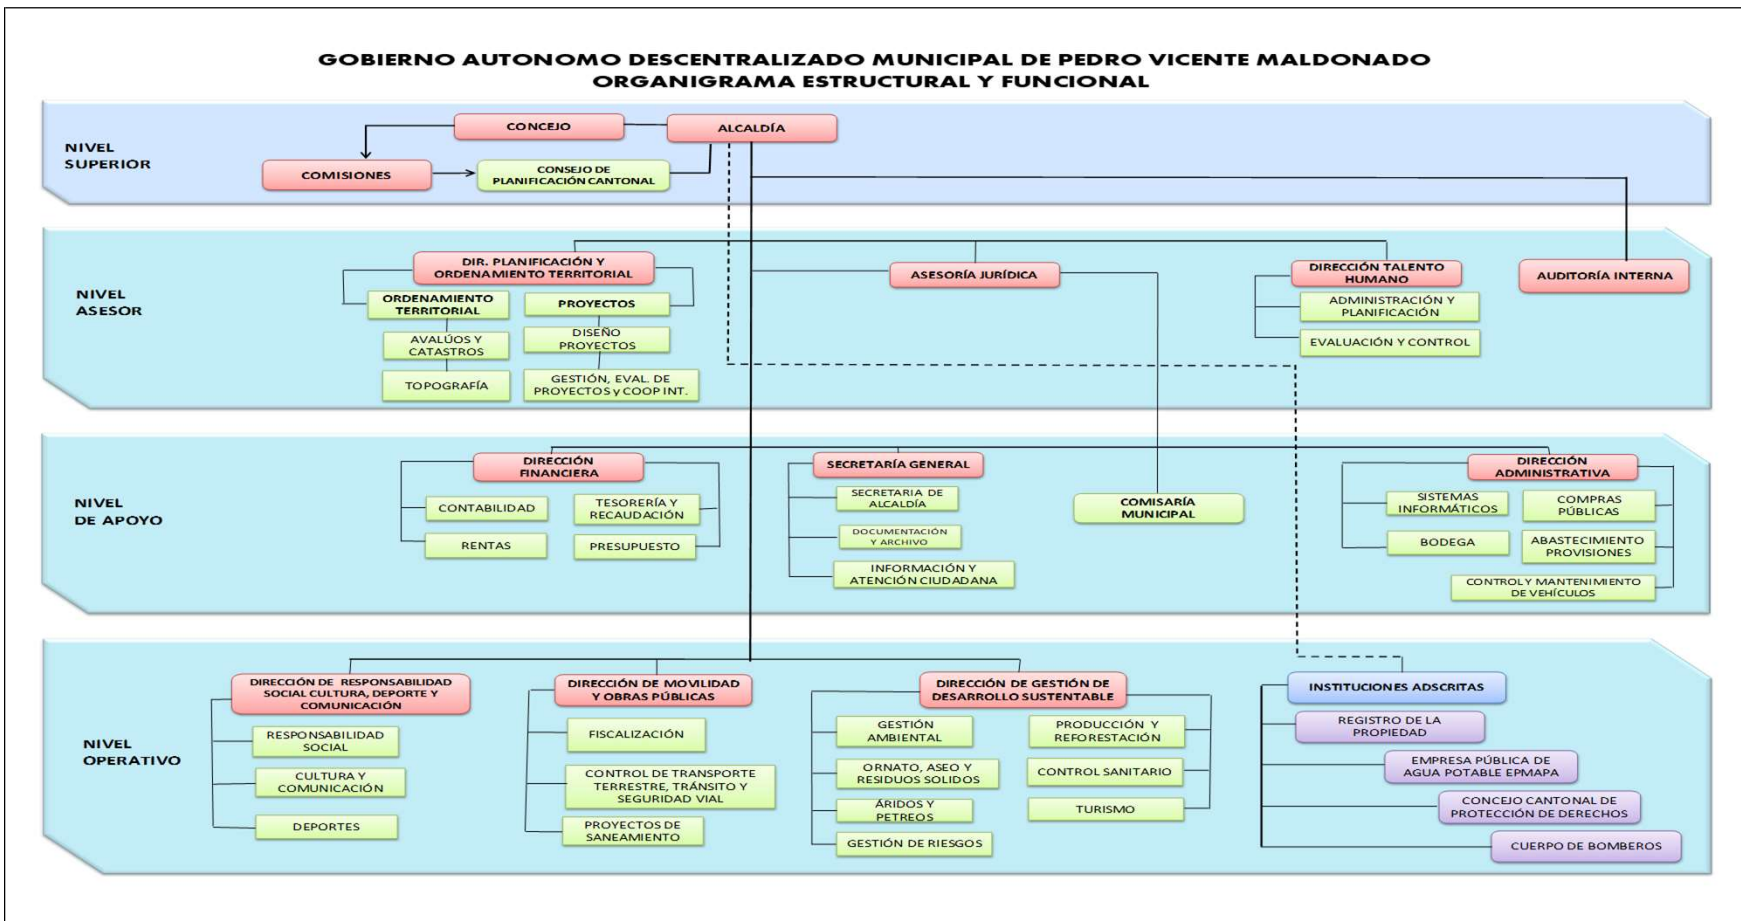 GOBIERNO AUTONOMO DESCENTRALIZADO MUNICIPAL DE PEDRO VICENTE MALDONADO
ORGANIGRAMA ESTRUCTURAL Y FUNCIONAL
NIVEL
SUPERIOR
CONCEJO
ALCALDÍA
COMISIONES
CONSEJO DE
PLANIFICACIÓN CANTONAL
NIVEL
ASESOR
DIR. PLANIFICACIÓN Y
ORDENAMIENTO TERRITORIAL
ORDENAMIENTO
TERRITORIAL
AVALÚOS Y
CATASTROS
TOPOGRAFÍA
PROYECTOS
DISEÑO
PROYECTOS
GESTIÓN, EVAL. DE
PROYECTOS y COOP INT.
ASESORÍA JURÍDICA
DIRECCIÓN TALENTO
HUMANO
ADMINISTRACIÓN Y
PLANIFICACIÓN
EVALUACIÓN Y CONTROL
AUDITORÍA INTERNA
NIVEL
DE APOYO
DIRECCIÓN
FINANCIERA
CONTABILIDAD
RENTAS
TESORERÍA Y
RECAUDACIÓN
PRESUPUESTO
SECRETARÍA GENERAL
SECRETARIA DE
ALCALDÍA
DOCUMENTACIÓN
Y ARCHIVO
INFORMACIÓN Y
ATENCIÓN CIUDADANA
COMISARÍA
MUNICIPAL
DIRECCIÓN
ADMINISTRATIVA
SISTEMAS
INFORMÁTICOS
BODEGA
COMPRAS
PÚBLICAS
ABASTECIMIENTO
PROVISIONES
CONTROL Y MANTENIMIENTO
DE VEHÍCULOS
NIVEL
OPERATIVO
DIRECCIÓN DE RESPONSABILIDAD
SOCIAL CULTURA, DEPORTE Y
COMUNICACIÓN
RESPONSABILIDAD
SOCIAL
CULTURA Y
COMUNICACIÓN
DEPORTES
DIRECCIÓN DE MOVILIDAD
Y OBRAS PÚBLICAS
FISCALIZACIÓN
CONTROL DE TRANSPORTE
TERRESTRE, TRÁNSITO Y
SEGURIDAD VIAL
PROYECTOS DE
SANEAMIENTO
DIRECCIÓN DE GESTIÓN DE
DESARROLLO SUSTENTABLE
GESTIÓN
AMBIENTAL
ORNATO, ASEO Y
RESIDUOS SOLIDOS
ÁRIDOS Y
PETREOS
GESTIÓN DE RIESGOS
PRODUCCIÓN Y
REFORESTACIÓN
CONTROL SANITARIO
TURISMO
INSTITUCIONES ADSCRITAS
REGISTRO DE LA
PROPIEDAD
EMPRESA PÚBLICA DE
AGUA POTABLE EPMAPA
CONCEJO CANTONAL DE
PROTECCIÓN DE DERECHOS
CUERPO DE BOMBEROS